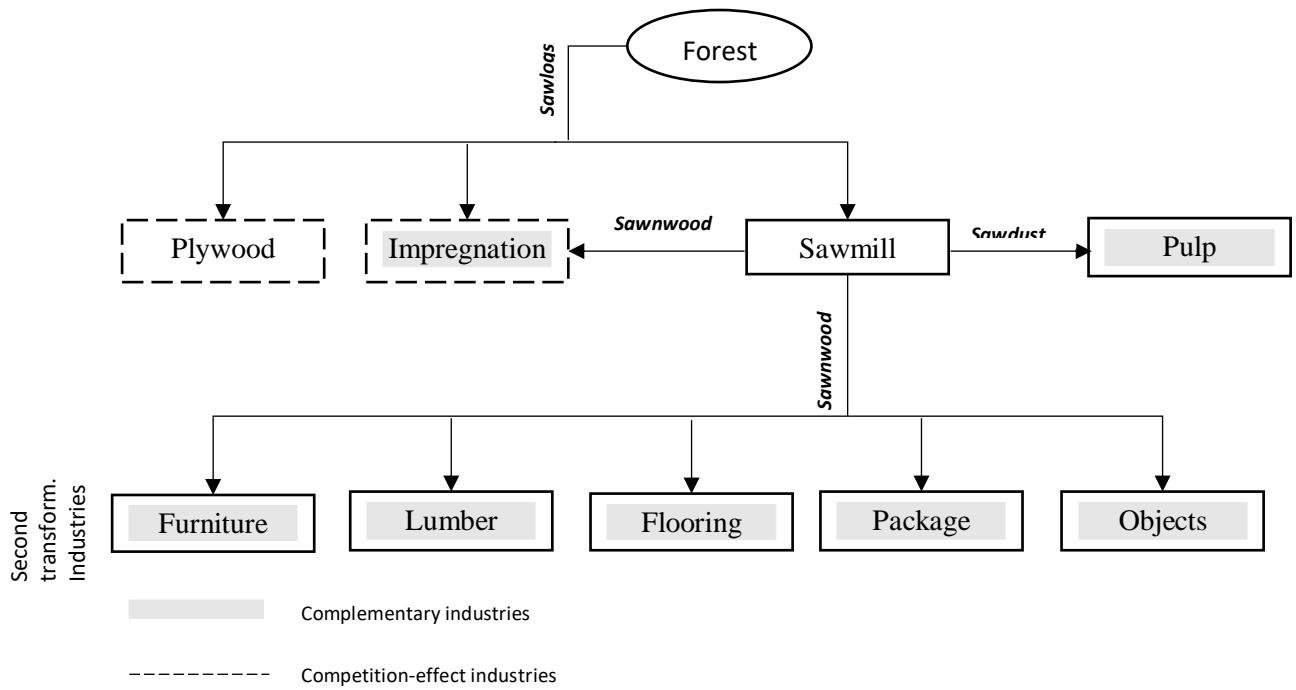 Forest
Sawlogs
Plywood
Impregnation
Sawnwood
Sawmill
Sawdust
Pulp
Sawnwood
Furniture
Lumber
Flooring
Package
Objects
Second
transform.
Industries
Complementary industries
Competition-effect industries